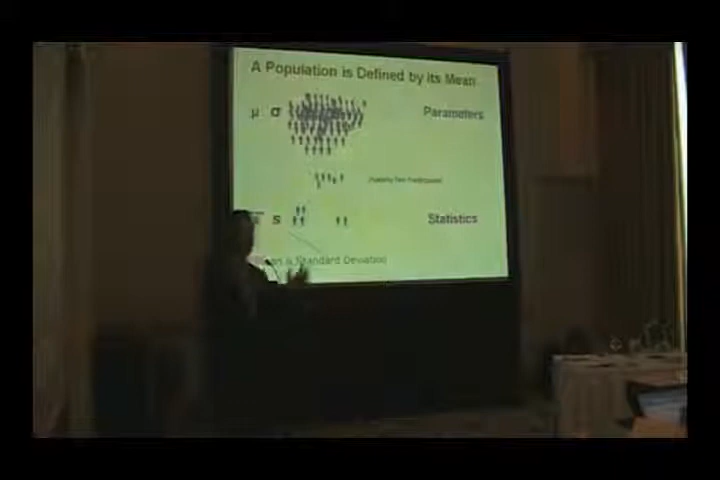 A Population is Defined by its Mean
μ σ Parameters
s Statistics
Standard Deviation